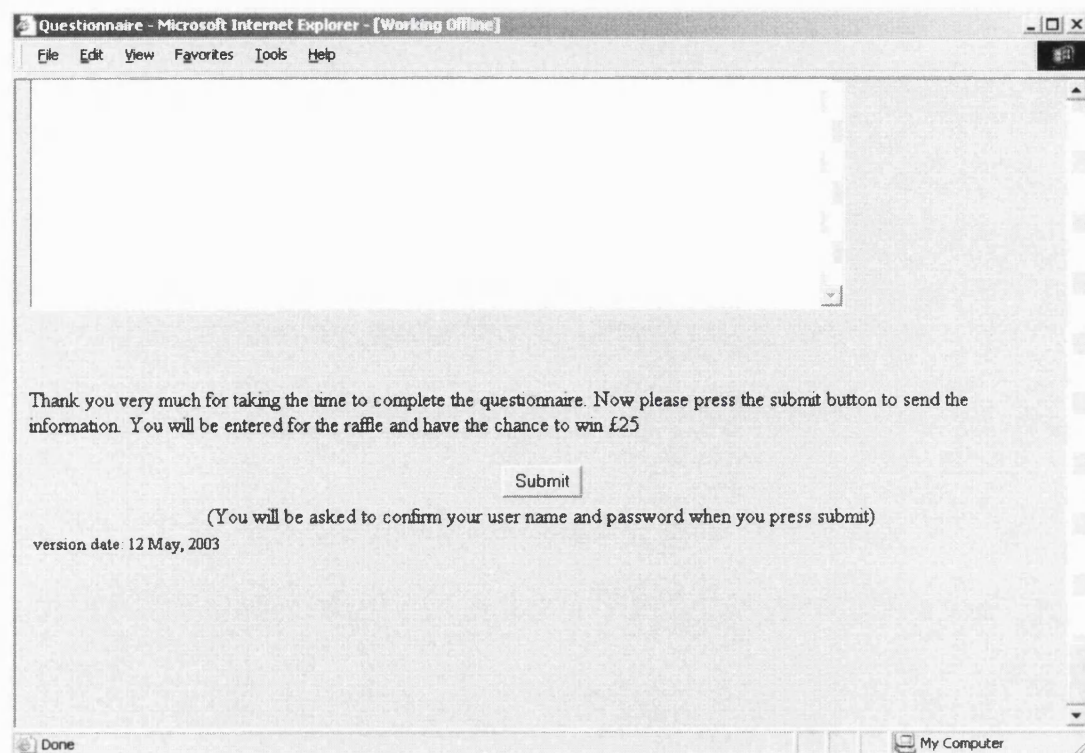 Questionnaire - Microsoft Internet Explorer - [Working Offline]
File Edit View Favorites Tools Help
Thank you very much for taking the time to complete the questionnaire. Now please press the submit button to send the
information. You will be entered for the raffle and have the chance to win £25
Submit
(You will be asked to confirm your user name and password when you press submit)
version date: 12 May, 2003
Done My Computer